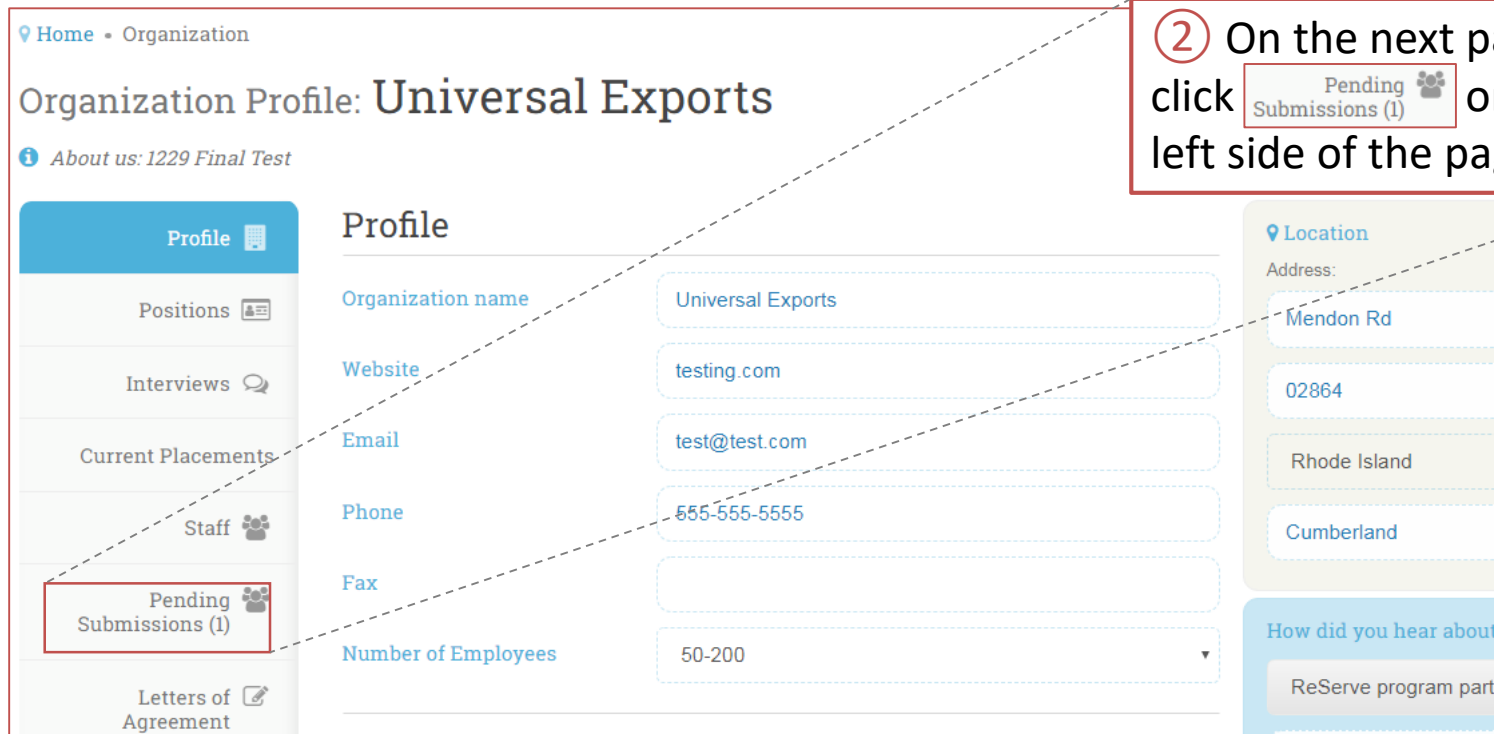 Home • Organization
Organization Profile: Universal Exports
About us: 1229 Final Test
② On the next
click Pending Submissions (1)
left side of the
Profile
Positions
Interviews
Current Placements
Staff
Pending
Submissions (1)
Letters of
Agreement
Profile
Organization name Universal Exports
Website testing.com
Email test@test.com
Phone 555-555-5555
Fax
Number of Employees 50-200
Location
Address:
Mendon Rd
02864
Rhode Island
Cumberland
How did you hear about
ReServe program